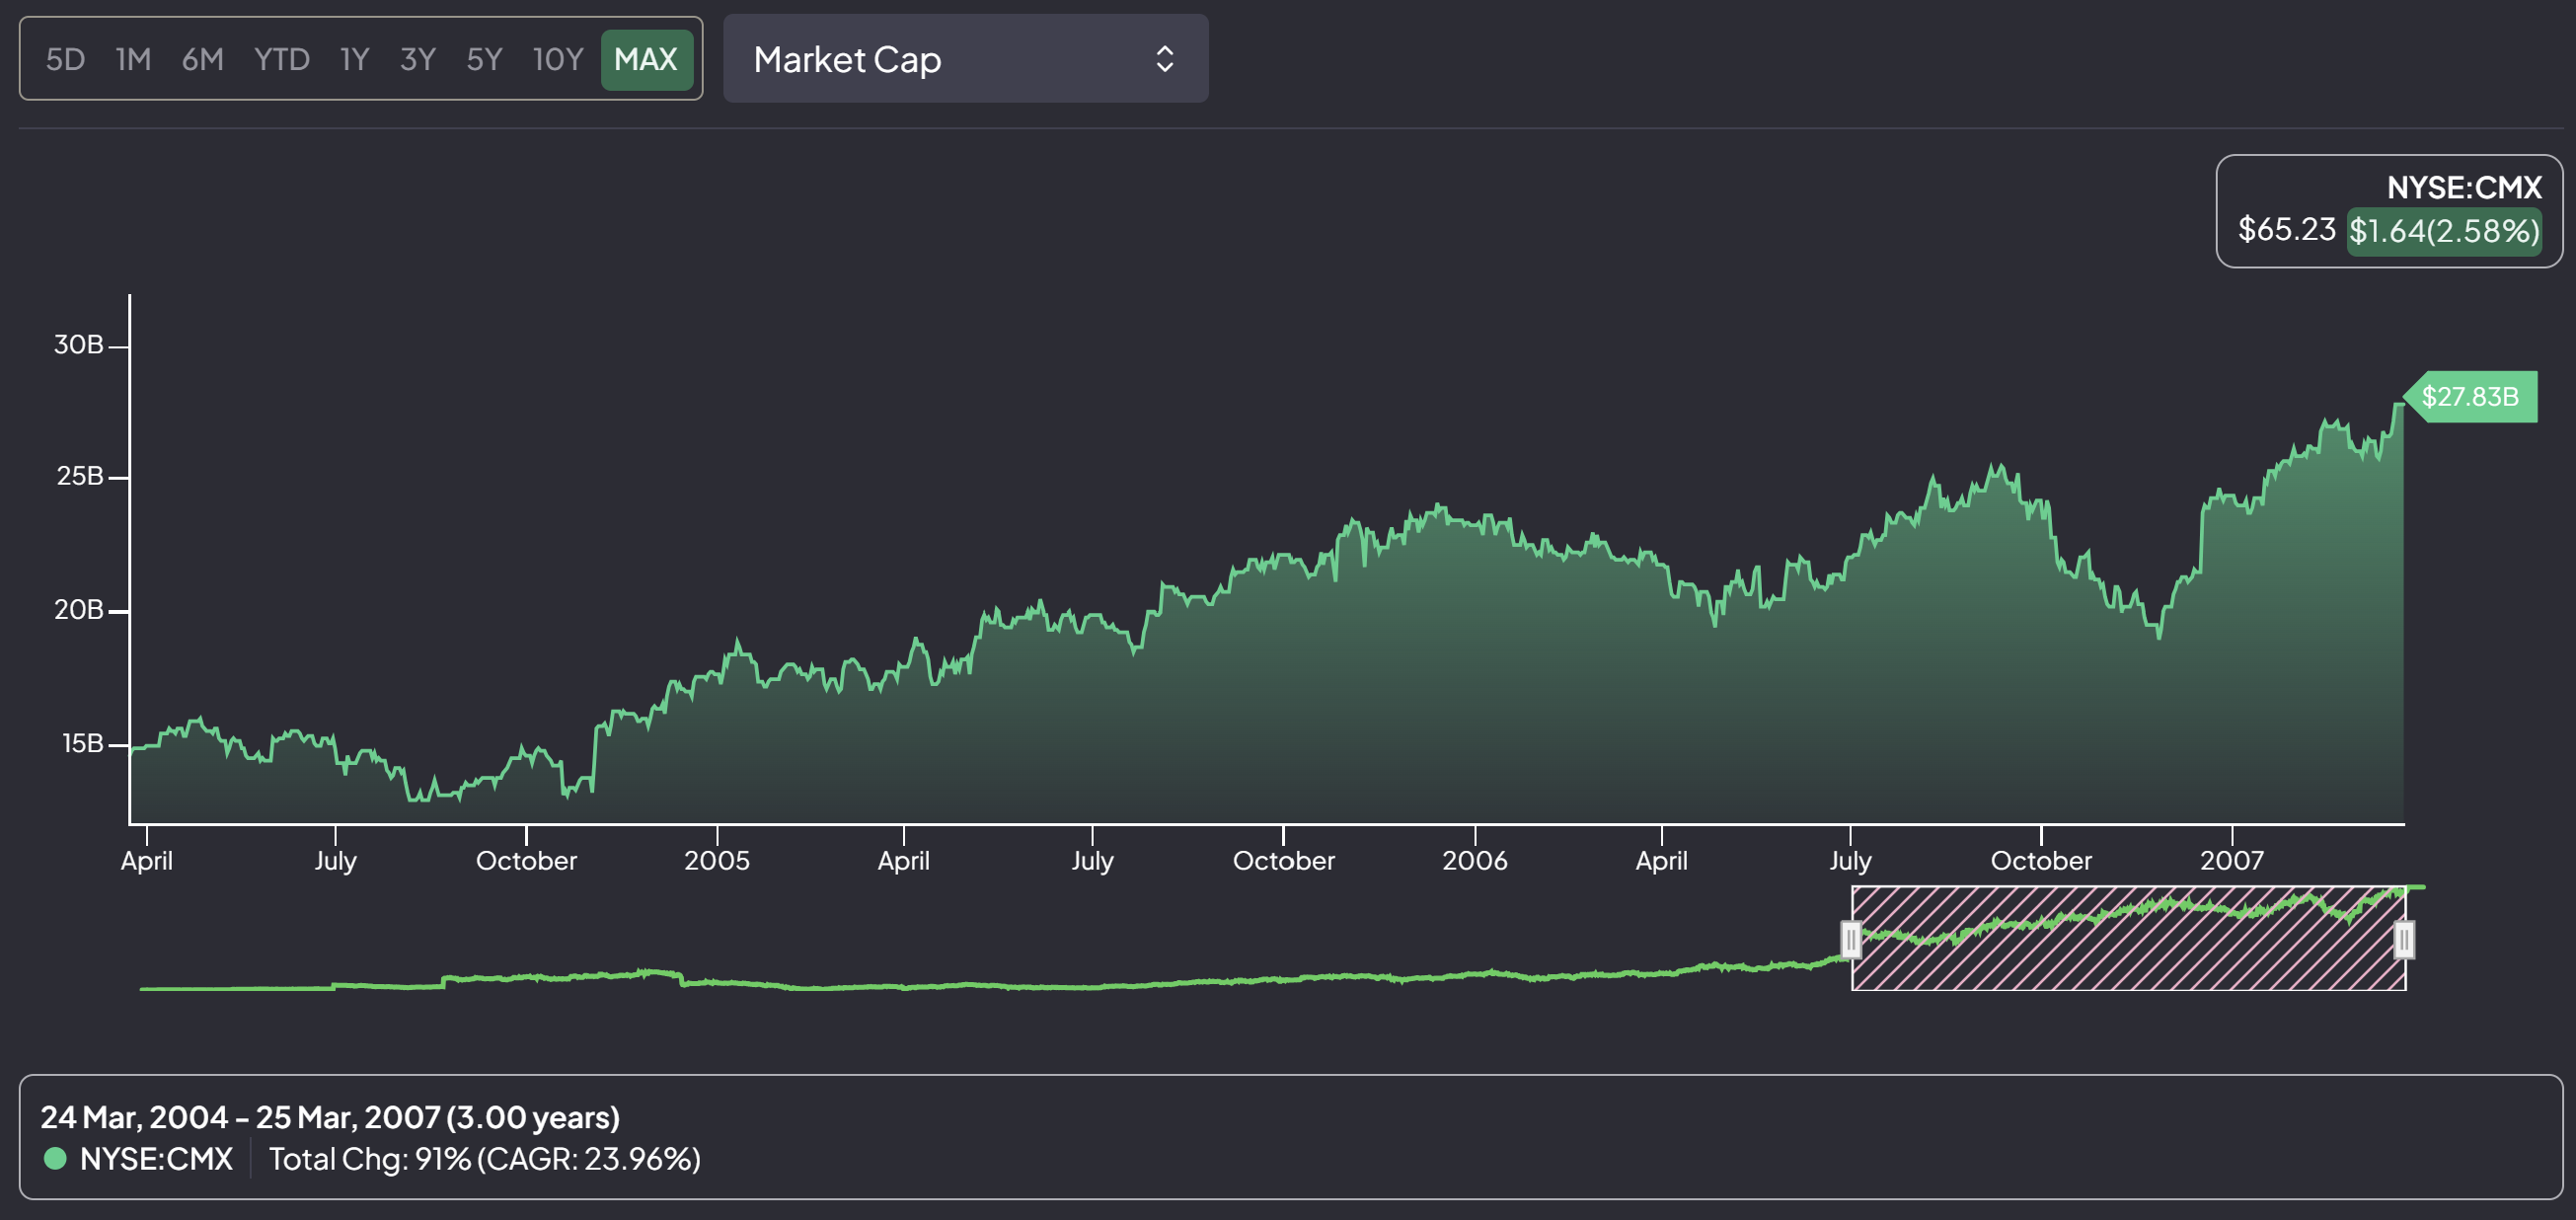 5D 1M 6M YTD 1Y 3Y 5Y 10Y MAX Market Cap
NYSE:CMX
$65.23 $1.64(2.58%)
30B
$27.83B
25B
20B
15B
April July October 2005 April July October 2006 April July October 2007
24 Mar, 2004 - 25 Mar, 2007 (3.00 years)
NYSE:CMX Total Chg: 91% (CAGR: 23.96%)